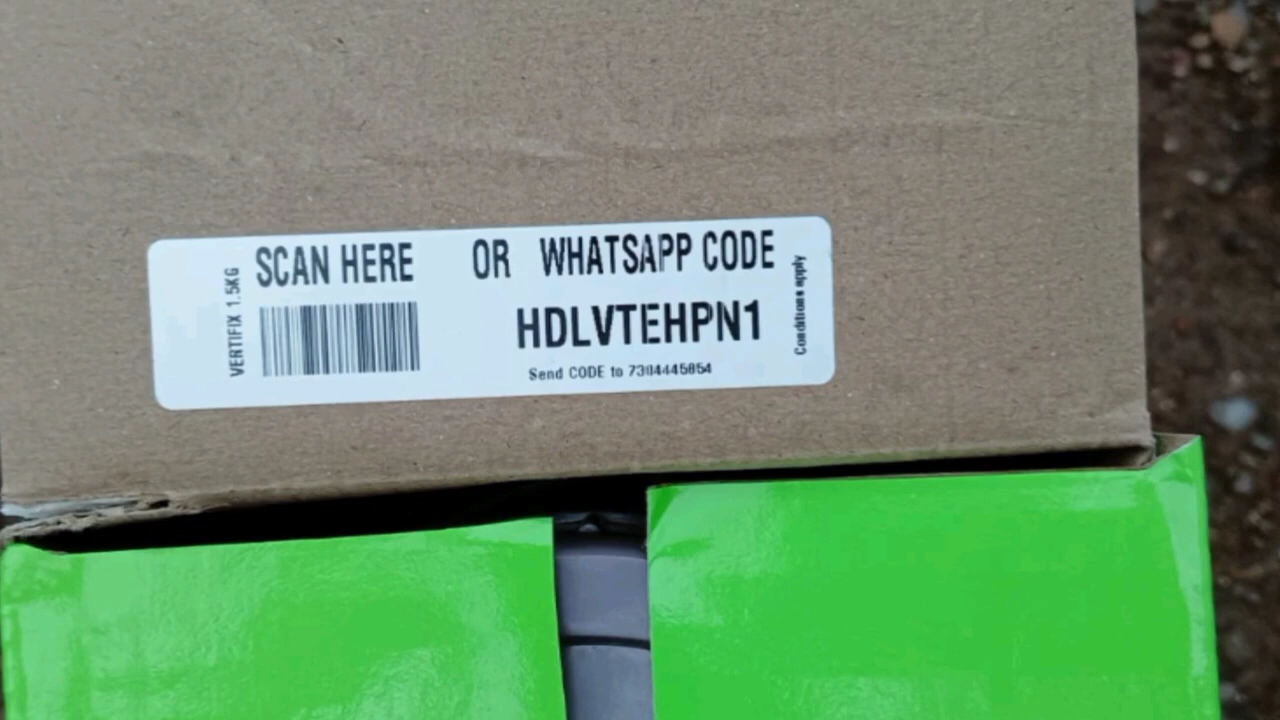 SCAN HERE OR WHATSAPP CODE
VERTIFIX 1.5KG
HDLVTEHPN1
Send CODE to 7304445854
Conditions apply